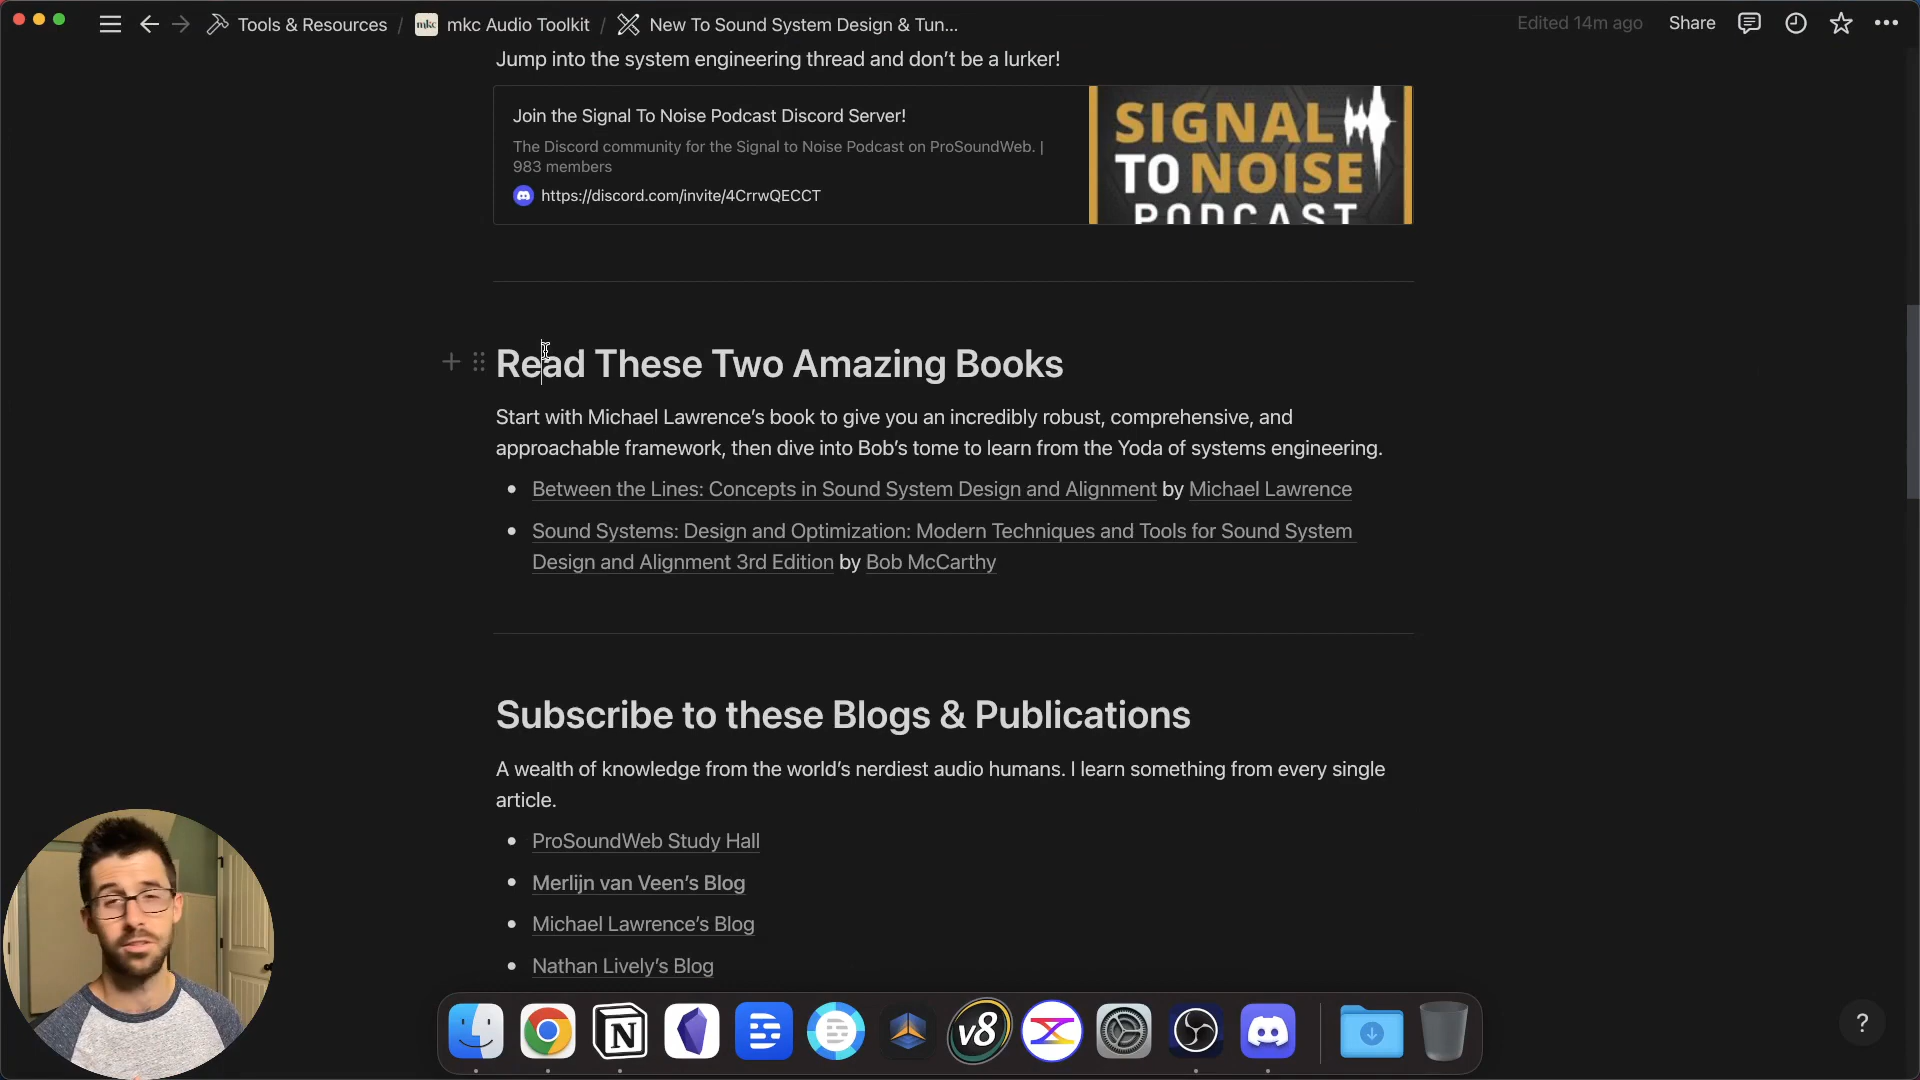 Tools & Resources / mkc mkc Audio Toolkit / New To Sound System Design & Tun...
Edited 14m ago Share
Jump into the system engineering thread and don’t be a lurker!
Join the Signal To Noise Podcast Discord Server!
The Discord community for the Signal to Noise Podcast on ProSoundWeb. |
983 members
https://discord.com/invite/4CrrwQECCT
SIGNAL
TO NOISE
PODCAST
Read These Two Amazing Books
Start with Michael Lawrence’s book to give you an incredibly robust, comprehensive, and
approachable framework, then dive into Bob’s tome to learn from the Yoda of systems engineering.
• Between the Lines: Concepts in Sound System Design and Alignment by Michael Lawrence
• Sound Systems: Design and Optimization: Modern Techniques and Tools for Sound System
Design and Alignment 3rd Edition by Bob McCarthy
Subscribe to these Blogs & Publications
A wealth of knowledge from the world’s nerdiest audio humans. I learn something from every single
article.
• ProSoundWeb Study Hall
• Merlijn van Veen’s Blog
• Michael Lawrence’s Blog
• Nathan Lively’s Blog
v8
?